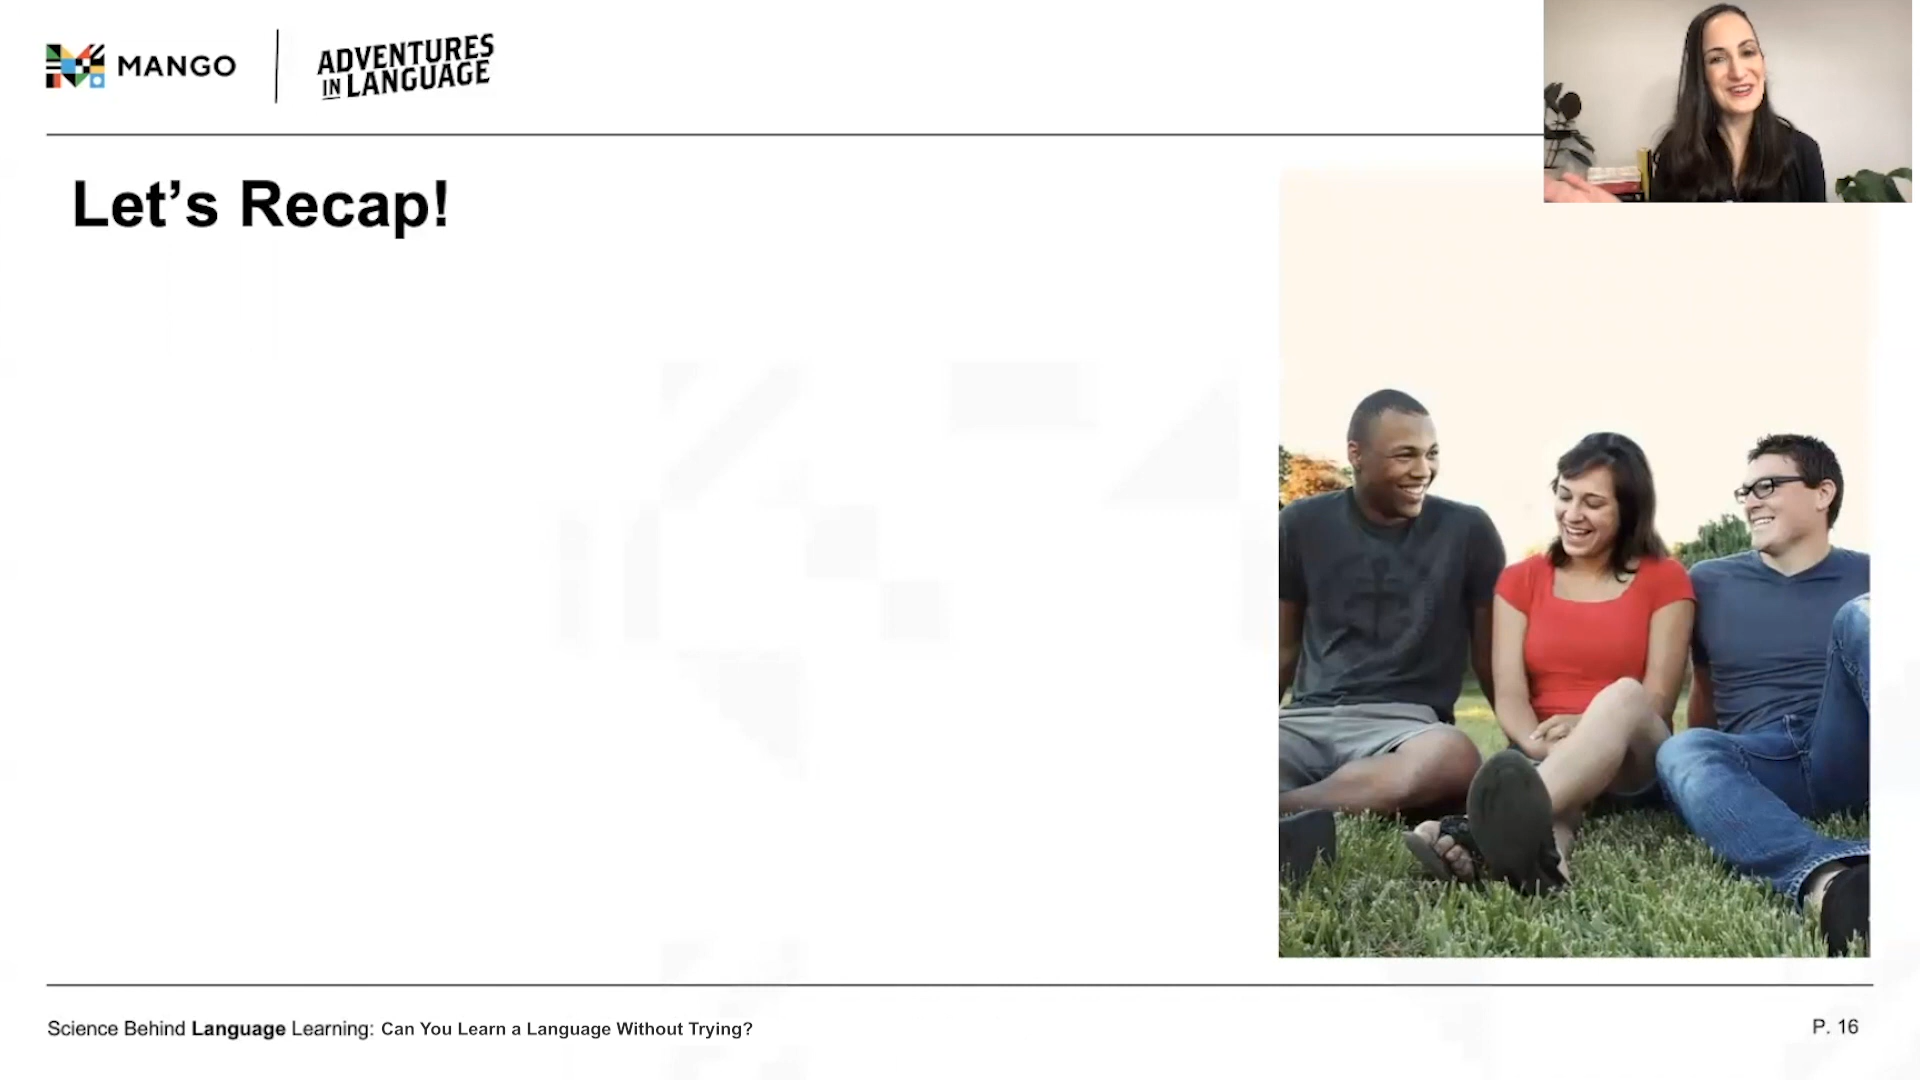 MANGO
ADVENTURES
IN LANGUAGE
Let’s Recap!
Science Behind Language Learning: Can You Learn a Language Without Trying?
P. 16